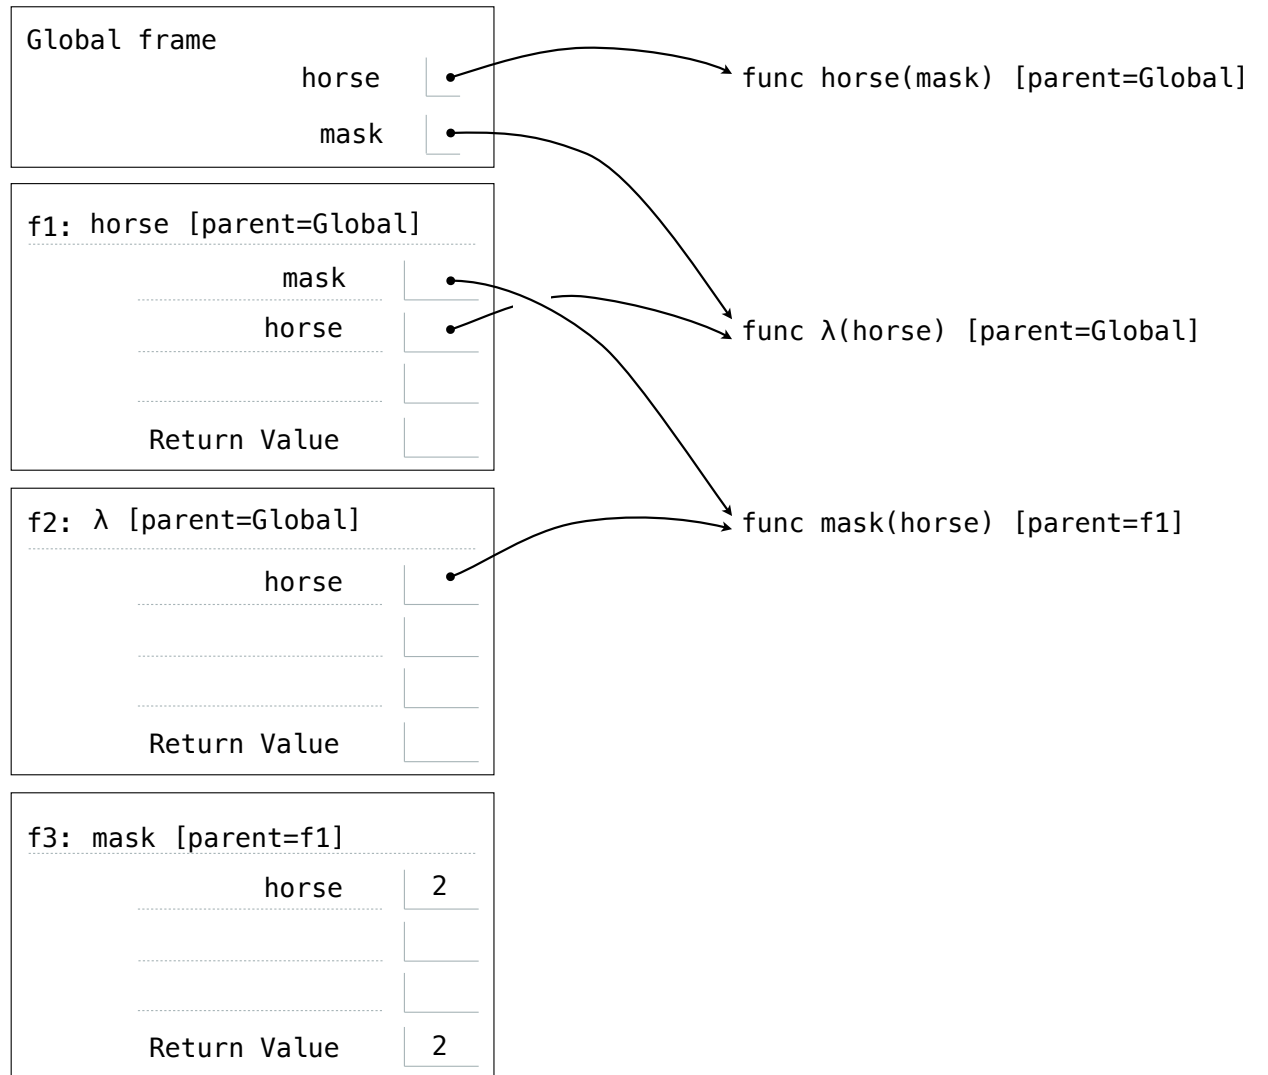 Global frame
horse
func horse(mask) [parent=Global]
mask
f1: horse [parent=Global]
mask
horse
func λ(horse) [parent=Global]
Return Value
f2: λ [parent=Global]
func mask(horse) [parent=f1]
horse
Return Value
f3: mask [parent=f1]
horse 2
Return Value 2